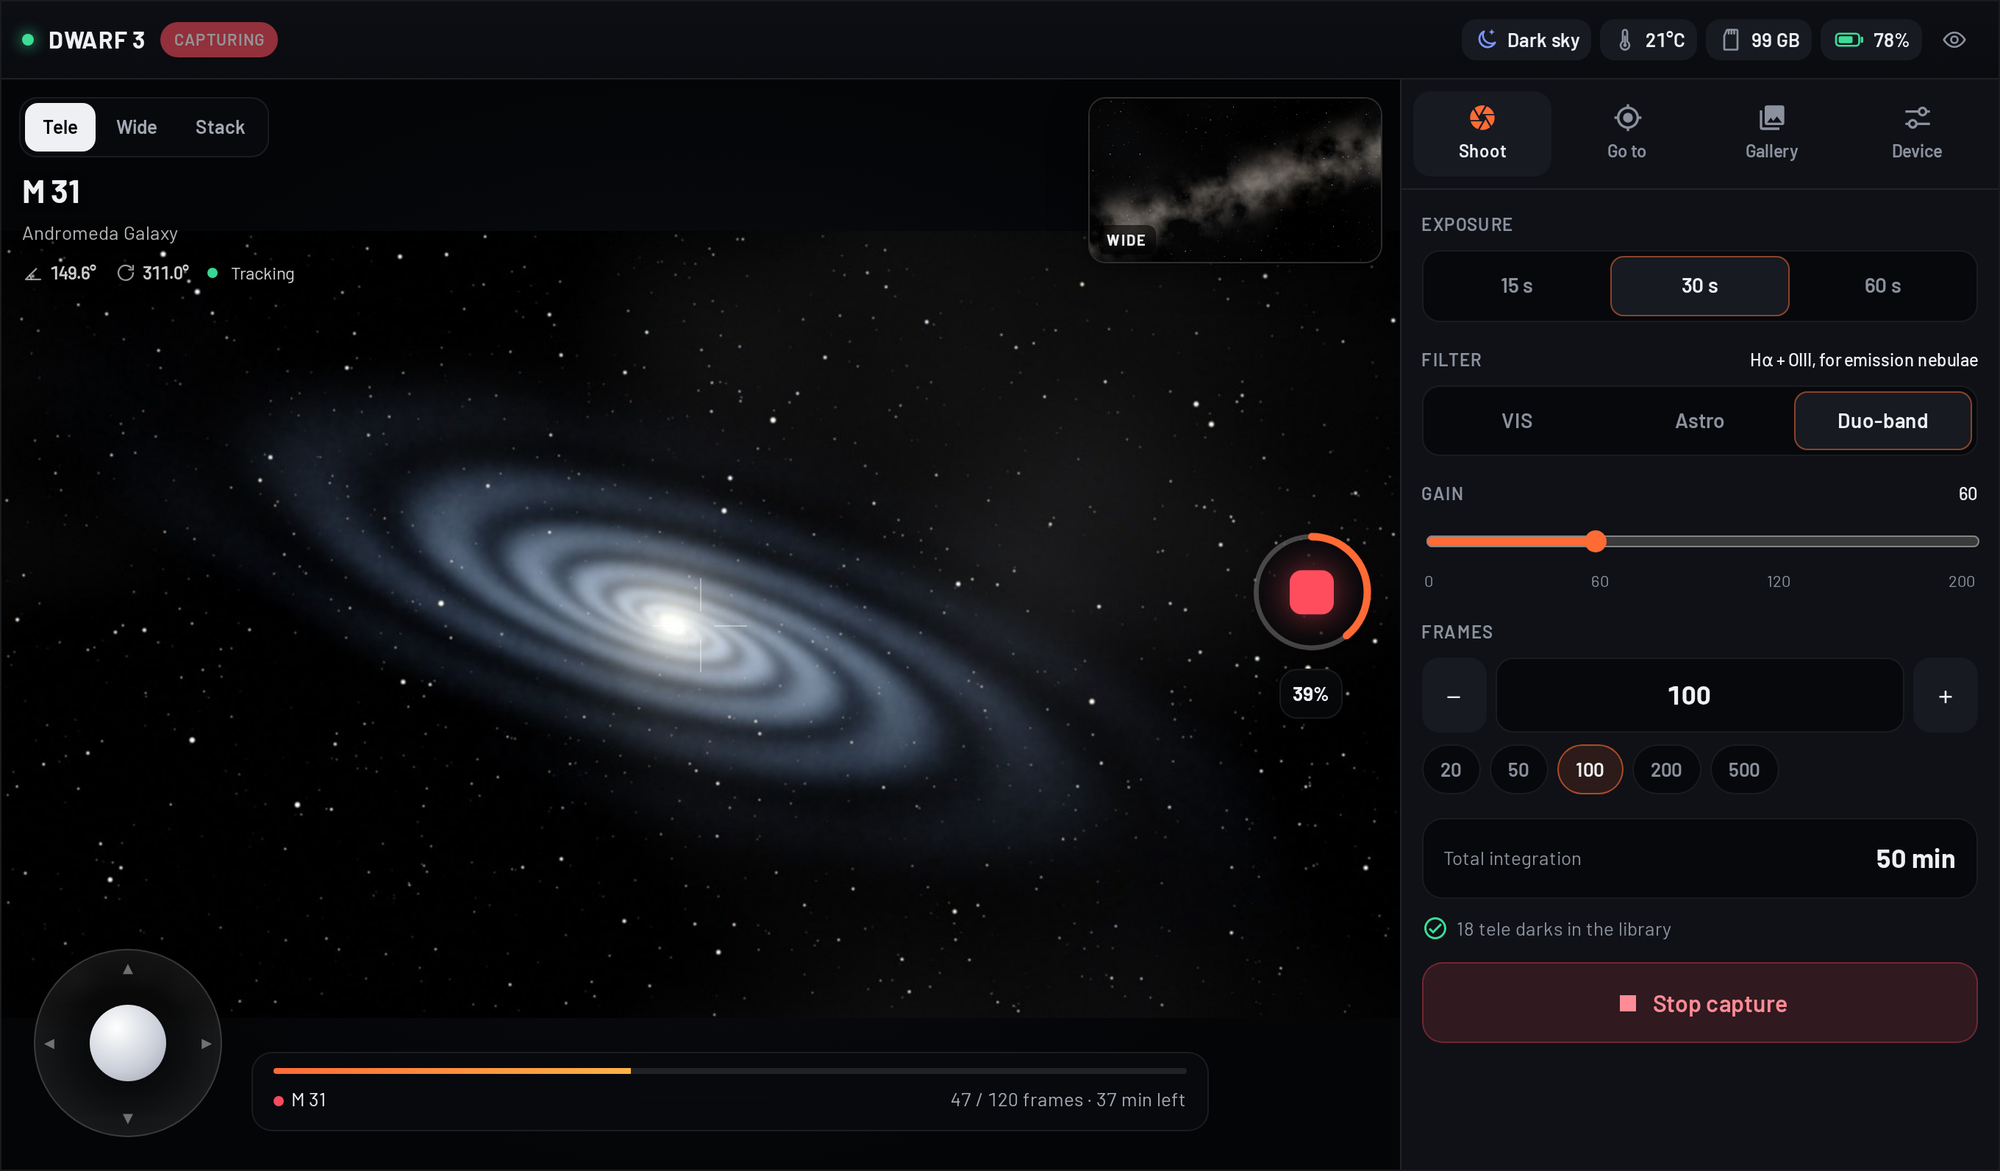 DWARF 3 CAPTURING
Dark sky 21°C 99 GB 78%
Tele Wide Stack
M 31
Andromeda Galaxy
149.6° 311.0° Tracking
WIDE
39%
M 31 47 / 120 frames · 37 min left
Shoot Go to Gallery Device
EXPOSURE
15 s 30 s 60 s
FILTER Hα + OIII, for emission nebulae
VIS Astro Duo-band
GAIN 60
0 60 120 200
FRAMES
− 100 +
20 50 100 200 500
Total integration 50 min
18 tele darks in the library
Stop capture